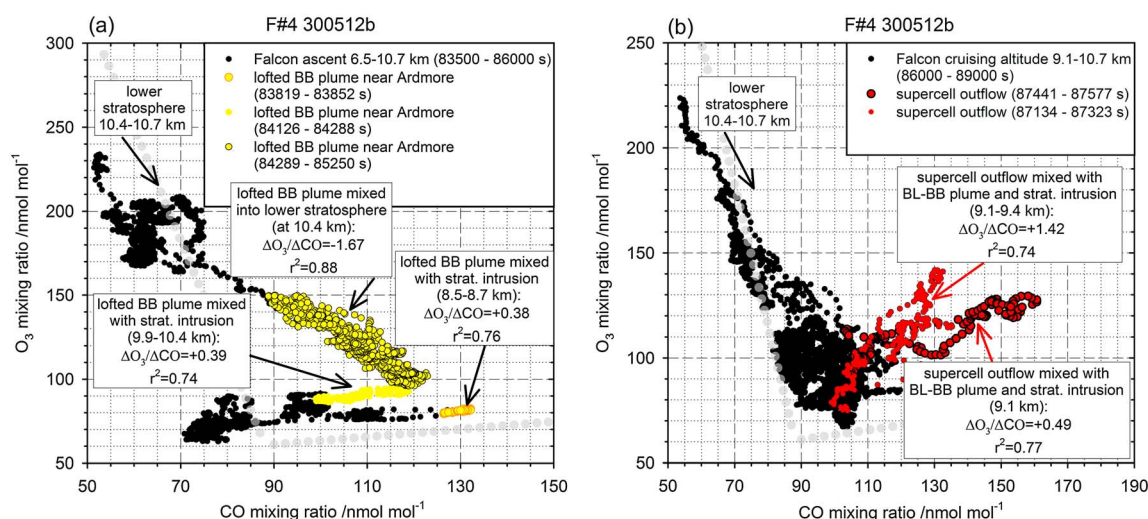 (a)
F#4 300512b
300
250
200
150
100
50
O3 mixing ratio /nmol mol-1
50
70
90
110
130
150
CO mixing ratio /nmol mol-1
Falcon ascent 6.5-10.7 km (83500 - 86000 s)
lofted BB plume near Ardmore
(83819 - 83852 s)
lofted BB plume near Ardmore
(84126 - 84288 s)
lofted BB plume near Ardmore
(84289 - 85250 s)
lower
stratosphere
10.4-10.7 km
lofted BB plume mixed
into lower stratosphere
(at 10.4 km):
ΔO3/ΔCO=-1.67
r2=0.88
lofted BB plume mixed
with strat. intrusion
(8.5-8.7 km):
ΔO3/ΔCO=+0.38
r2=0.76
lofted BB plume mixed
with strat. intrusion
(9.9-10.4 km):
ΔO3/ΔCO=+0.39
r2=0.74
(b)
F#4 300512b
250
200
150
100
50
O3 mixing ratio /nmol mol-1
50
70
90
110
130
150
170
190
CO mixing ratio /nmol mol-1
Falcon cruising altitude 9.1-10.7 km
(86000 - 89000 s)
supercell outflow (87441 - 87577 s)
supercell outflow (87134 - 87323 s)
lower
stratosphere
10.4-10.7 km
supercell outflow mixed with
BL-BB plume and strat. intrusion
(9.1-9.4 km):
ΔO3/ΔCO=+1.42
r2=0.74
supercell outflow mixed with
BL-BB plume and strat. intrusion
(9.1 km):
ΔO3/ΔCO=+0.49
r2=0.77